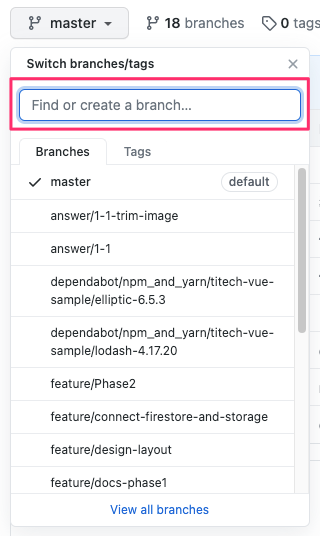 master
18 branches
0 tags
Switch branches/tags
Find or create a branch...
Branches
Tags
master
default
answer/1-1-trim-image
answer/1-1
dependabot/npm_and_yarn/titech-vue-
sample/elliptic-6.5.3
dependabot/npm_and_yarn/titech-vue-
sample/lodash-4.17.20
feature/Phase2
feature/connect-firestore-and-storage
feature/design-layout
feature/docs-phase1
View all branches